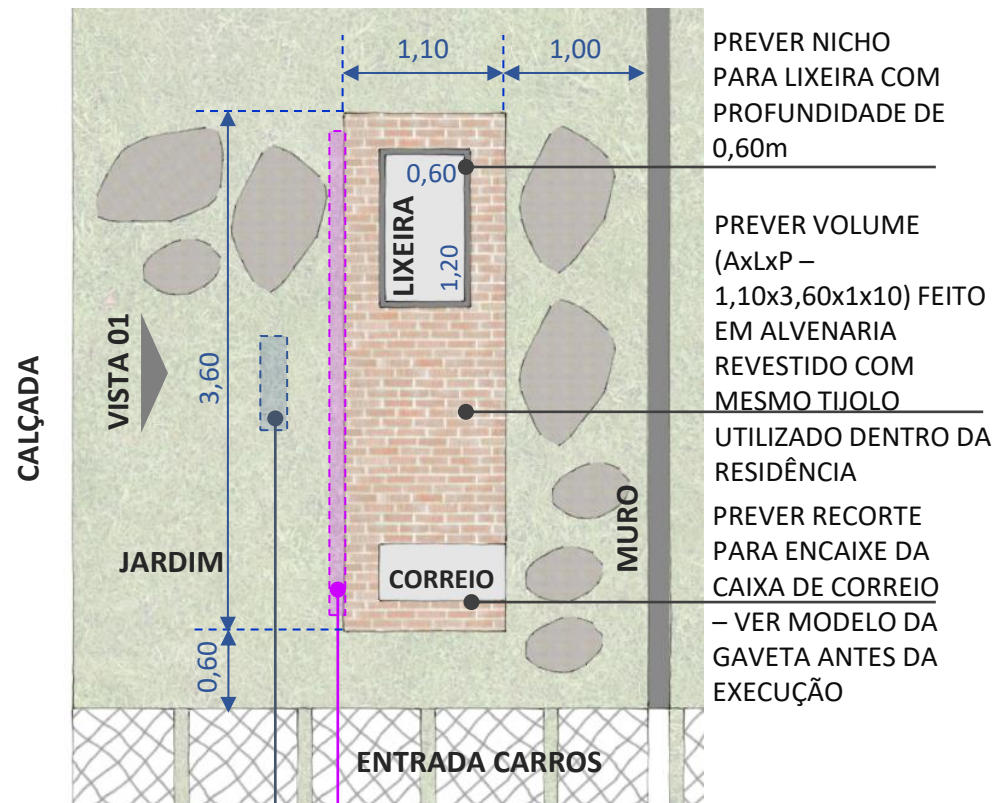 1,10
1,00
PREVER NICHO
PARA LIXEIRA COM
PROFUNDIDADE DE
0,60m
0,60
LIXEIRA
1,20
PREVER VOLUME
(AxLxP –
1,10x3,60x1x10) FEITO
EM ALVENARIA
REVESTIDO COM
MESMO TIJOLO
UTILIZADO DENTRO DA
RESIDÊNCIA
CALÇADA
VISTA 01
3,60
MURO
PREVER RECORTE
PARA ENCAIXE DA
CAIXA DE CORREIO
– VER MODELO DA
GAVETA ANTES DA
EXECUÇÃO
JARDIM
CORREIO
0,60
ENTRADA CARROS